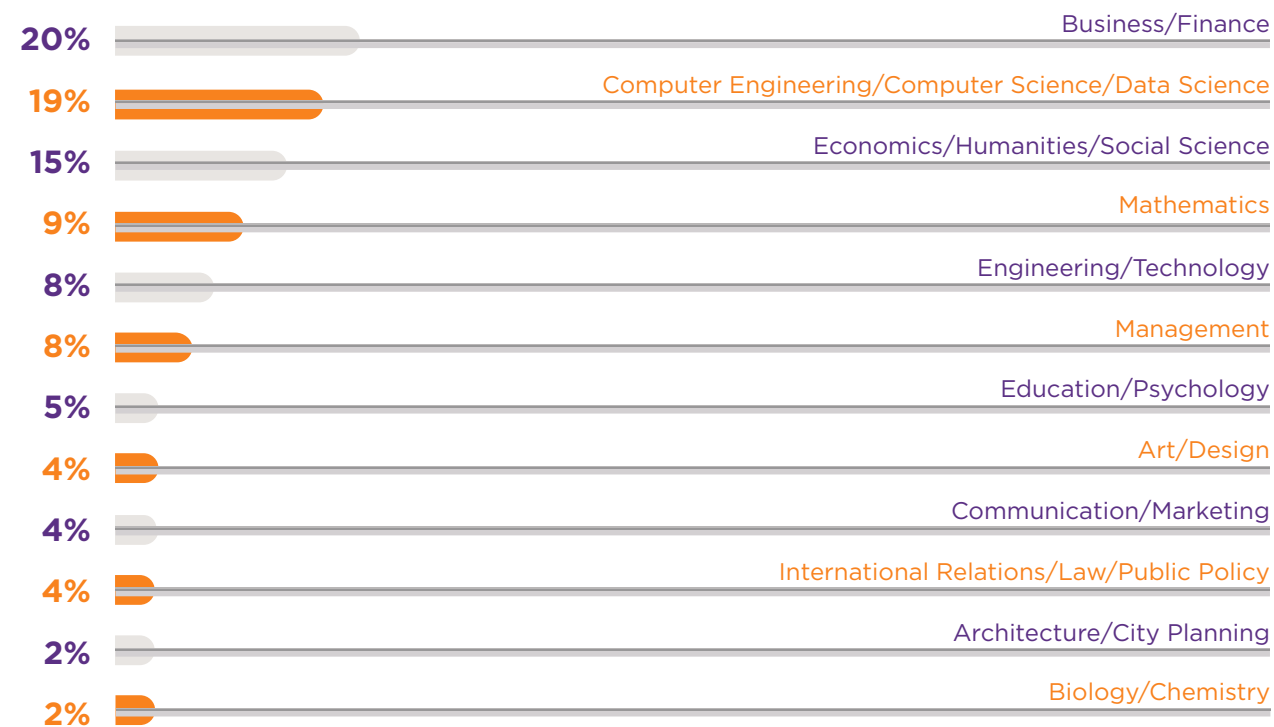 20% Business/Finance
19% Computer Engineering/Computer Science/Data Science
15% Economics/Humanities/Social Science
9% Mathematics
8% Engineering/Technology
8% Management
5% Education/Psychology
4% Art/Design
4% Communication/Marketing
4% International Relations/Law/Public Policy
2% Architecture/City Planning
2% Biology/Chemistry